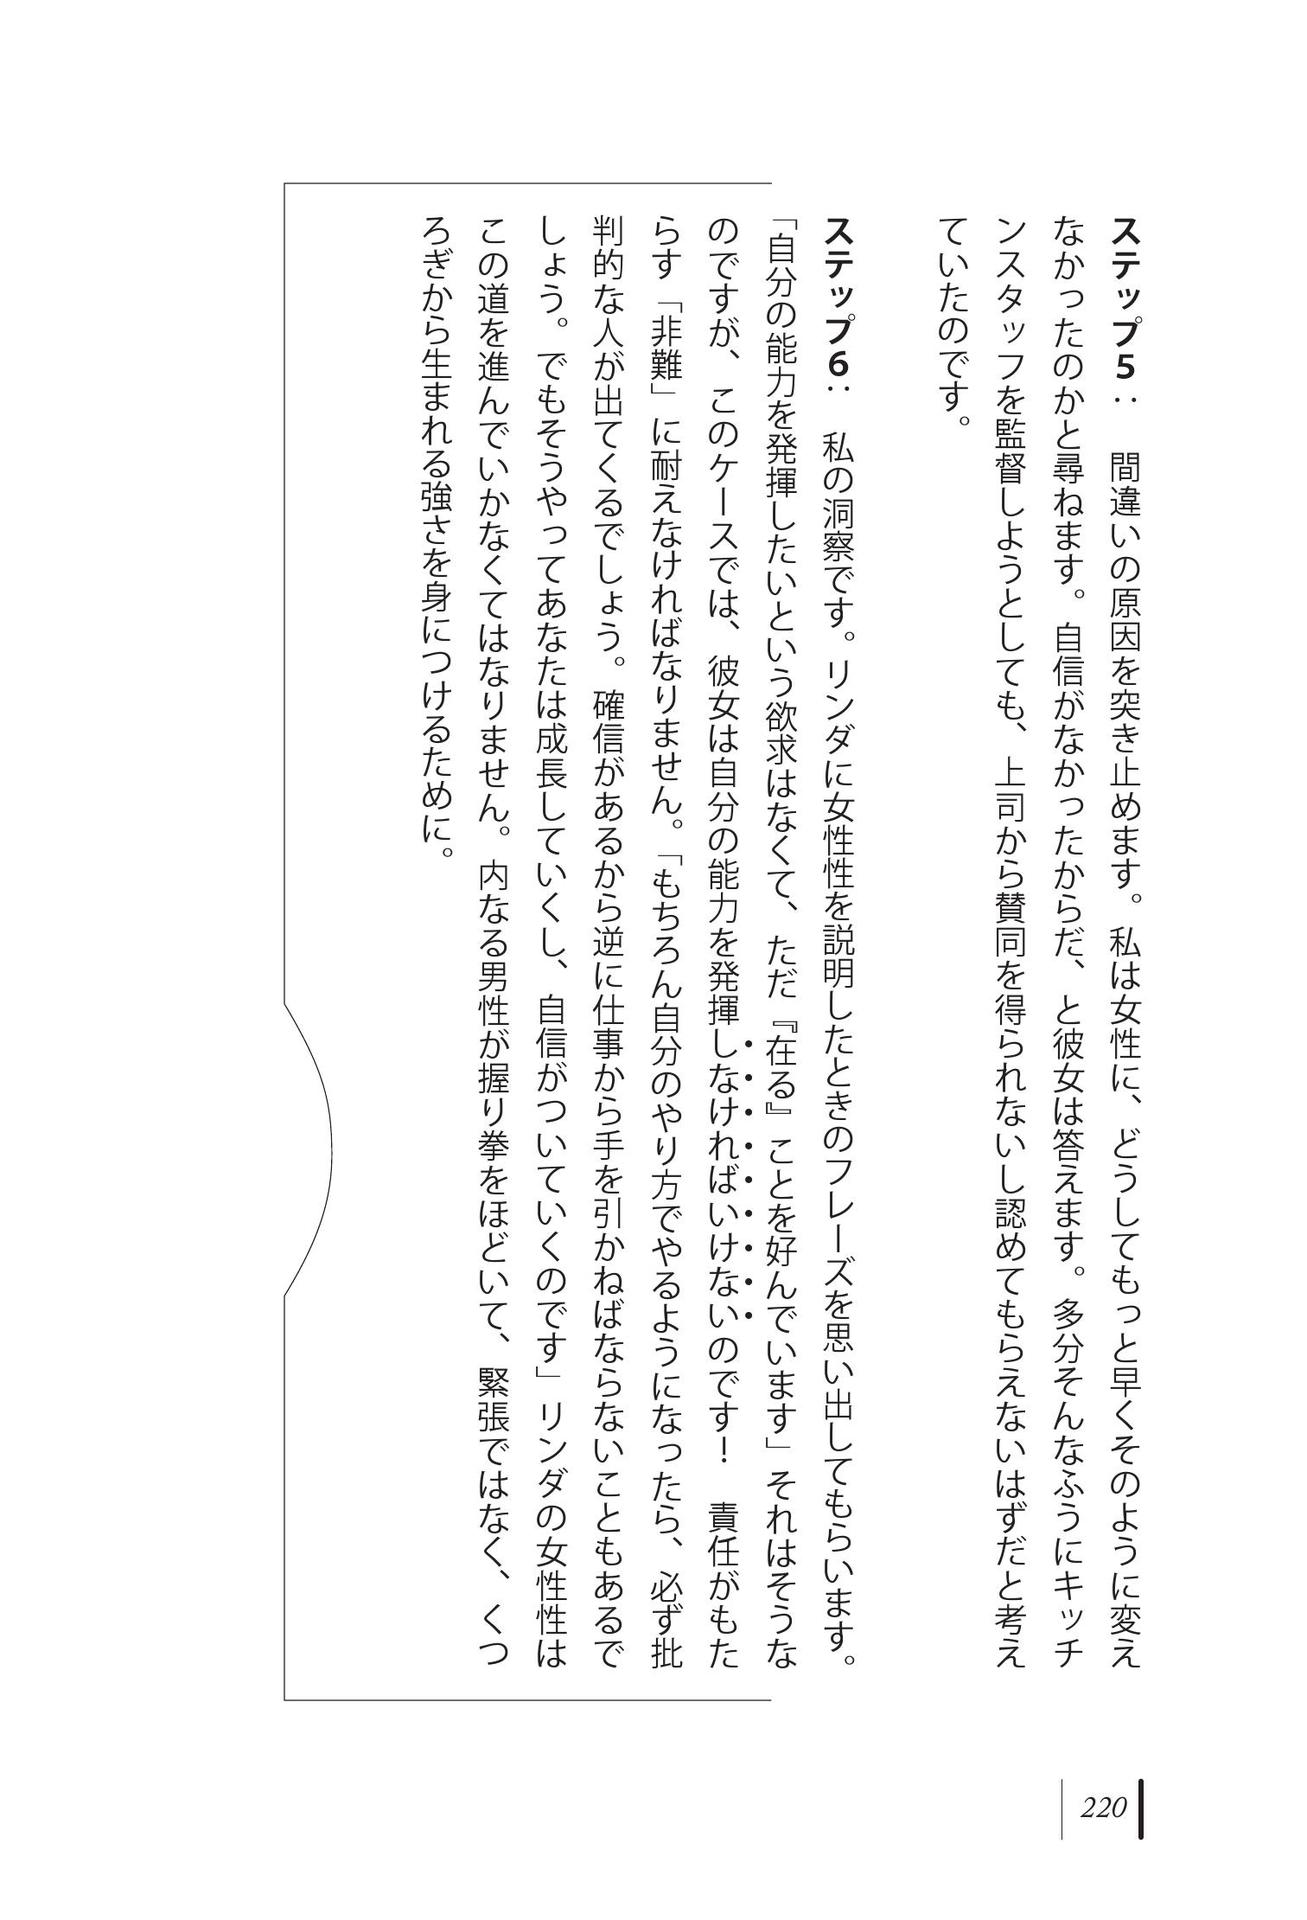 ステップ5： 間違いの原因を突き止めます。私は女性に、どうしてもっと早くそのように変え
なかったのかと尋ねます。自信がなかったからだ、と彼女は答えます。多分そんなふうにキッチ
ンスタッフを監督しようとしても、上司から賛同を得られないし認めてもらえないはずだと考え
ていたのです。
ステップ6： 私の洞察です。リンダに女性性を説明したときのフレーズを思い出してもらいます。
「自分の能力を発揮したいという欲求はなくて、ただ『在る』ことを好んでいます」それはそうな
のですが、このケースでは、彼女は自分の能力を発揮しなければいけないのです！ 責任がもた
らす「非難」に耐えなければなりません。「もちろん自分のやり方でやるようになったら、必ず批
判的な人が出てくるでしょう。確信があるから逆に仕事から手を引かねばならないこともあるで
しょう。でもそうやってあなたは成長していくし、自信がついていくのです」リンダの女性性は
この道を進んでいかなくてはなりません。内なる男性が握り拳をほどいて、緊張ではなく、くつ
ろぎから生まれる強さを身につけるために。
220